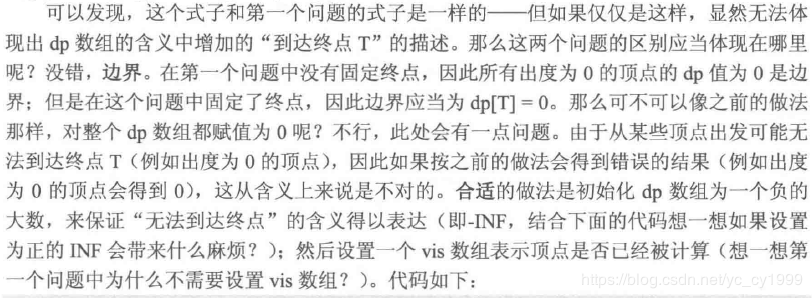 可以发现，这个式子和第一个问题的式子是一样的——但如果仅仅是这样，显然无法体
现出 dp 数组的含义中增加的“到达终点 T”的描述。那么这两个问题的区别应当体现在哪里
呢？没错，边界。在第一个问题中没有固定终点，因此所有出度为 0 的顶点的 dp 值为 0 是边
界；但是在这个问题中固定了终点，因此边界应当为 dp[T] = 0。那么可不可以像之前的做法
那样，对整个 dp 数组都赋值为 0 呢？不行，此处会有一点问题。由于从某些顶点出发可能无
法到达终点 T（例如出度为 0 的顶点），因此如果按之前的做法会得到错误的结果（例如出度
为 0 的顶点会得到 0），这从含义上来说是不对的。合适的做法是初始化 dp 数组为一个负的
大数，来保证“无法到达终点”的含义得以表达（即-INF，结合下面的代码想一想如果设置
为正的 INF 会带来什么麻烦？）；然后设置一个 vis 数组表示顶点是否已经被计算（想一想第
一个问题中为什么不需要设置 vis 数组？）。代码如下：
https://blog.csdn.net/yc_cy1999